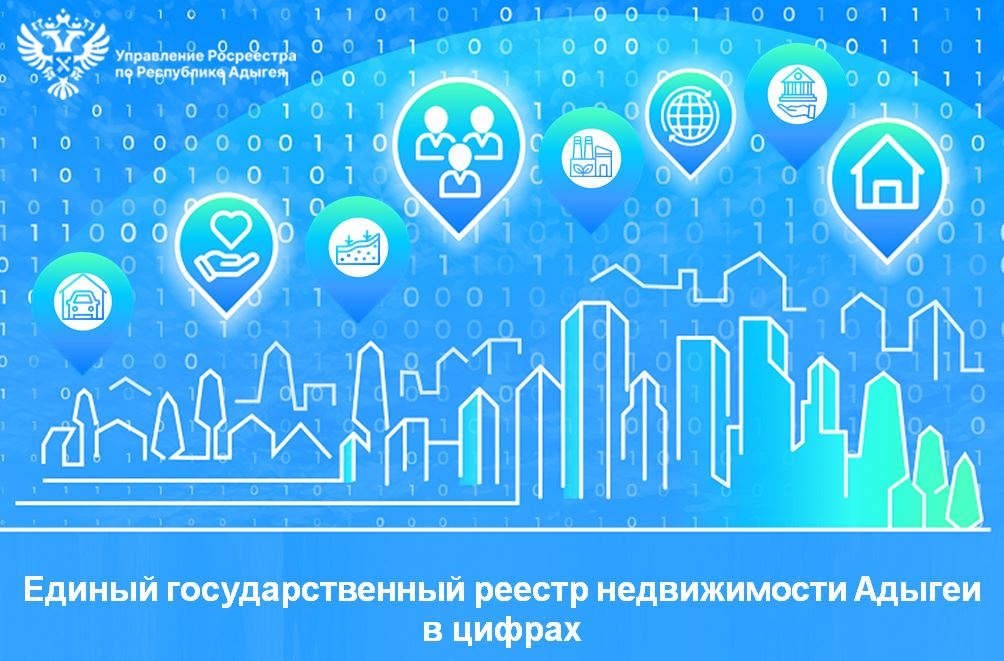 Управление Росреестра
по Республике Адыгея
Единый государственный реестр недвижимости Адыгеи
в цифрах